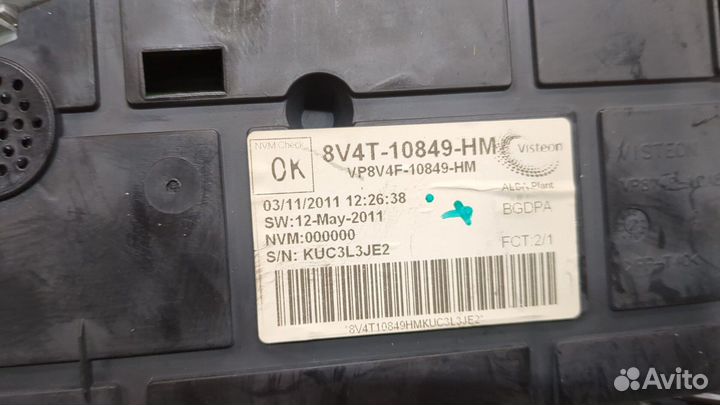 NVM Check
OK
8V4T-10849-HM
VP8V4F-10849-HM
Visteon
03/11/2011 12:26:38
SW:12-May-2011
NVM:000000
S/N: KUC3L3JE2
Plant
BGDPA
FCT:2/1
*8V4T10849HMKUC3L3JE2*
VISTEON
Avito